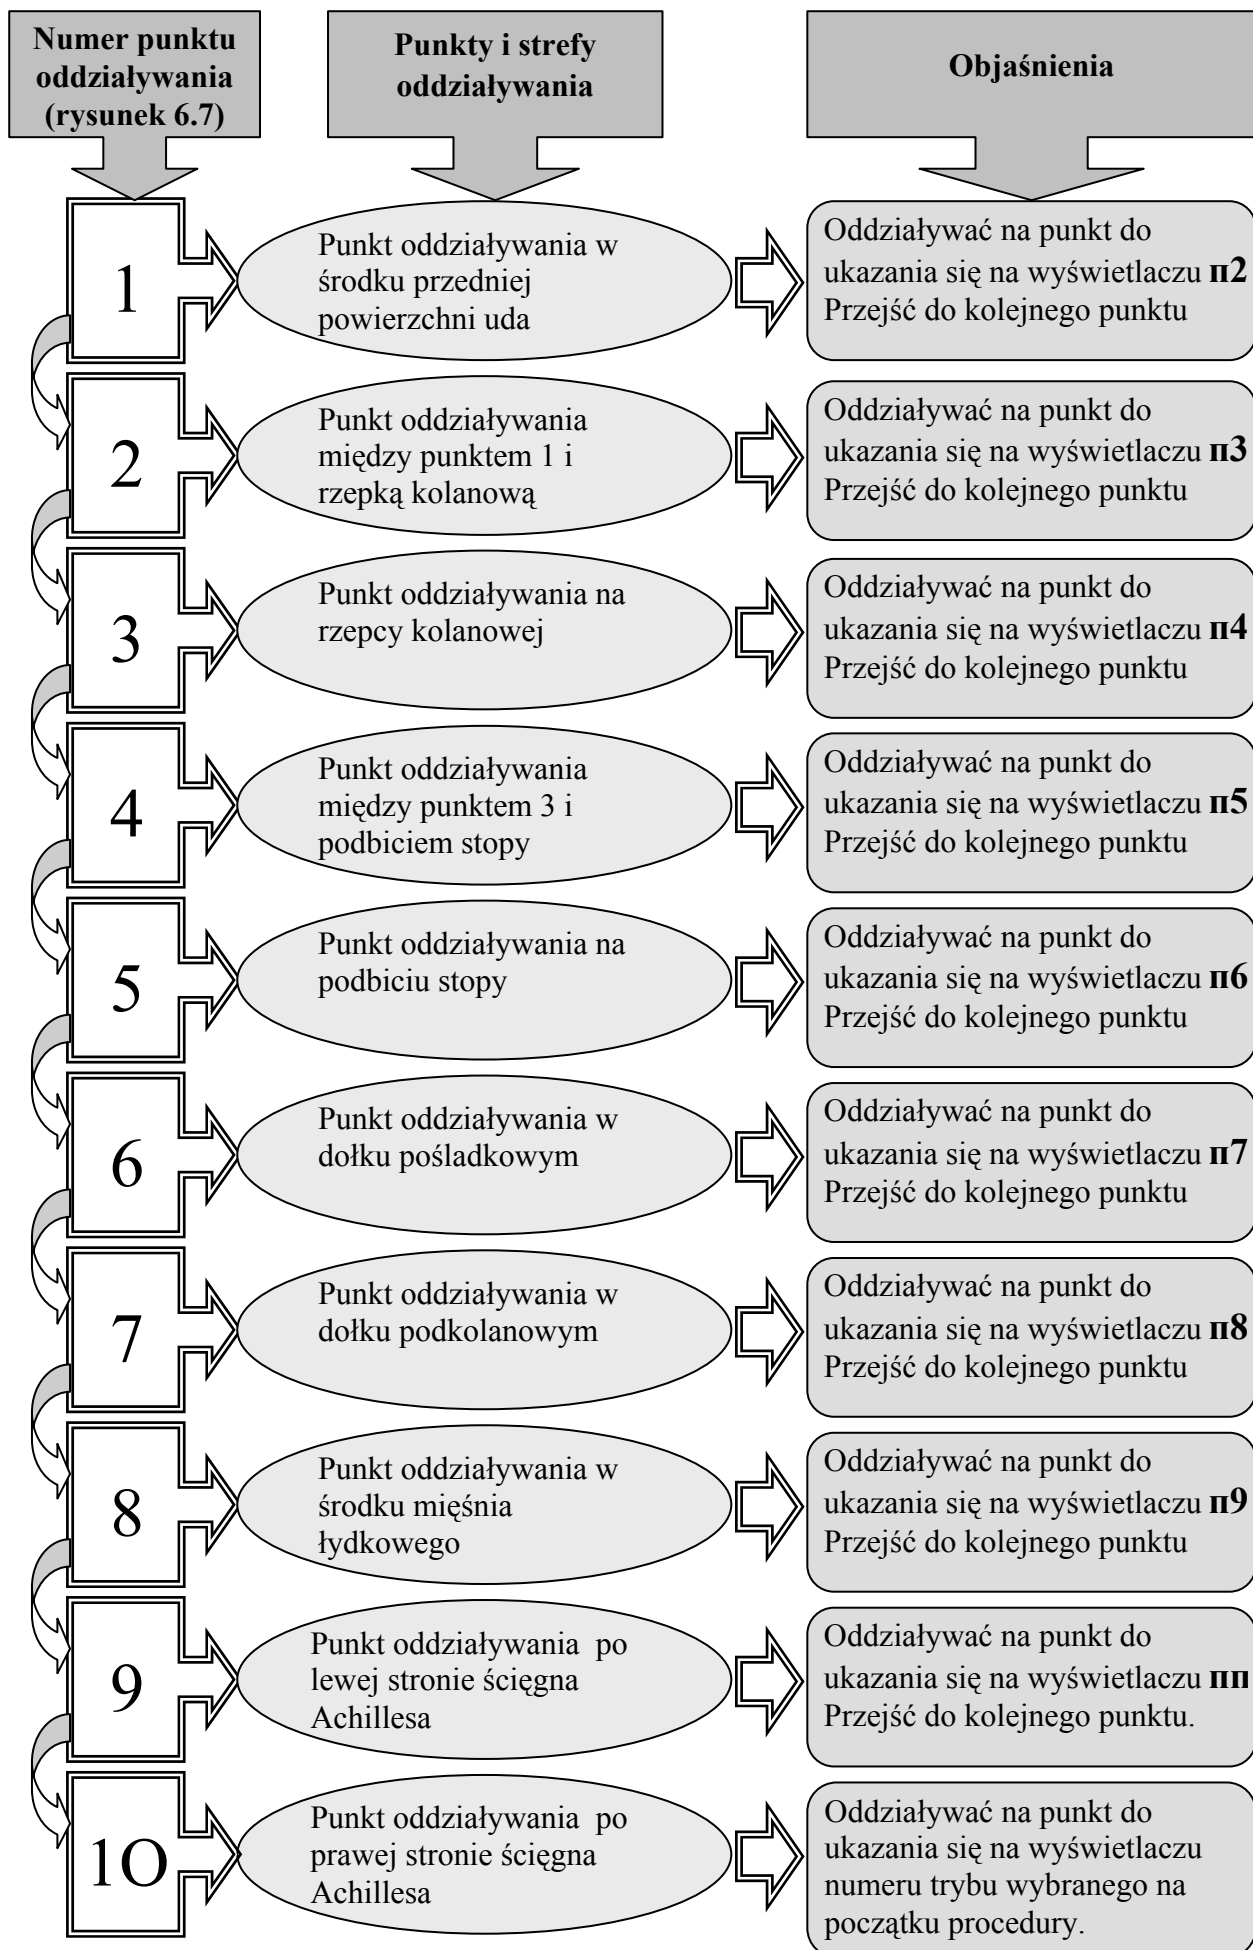 Numer punktu
oddziaływania
(rysunek 6.7)
Punkty i strefy
oddziaływania
Objaśnienia
1
Punkt oddziaływania w
środku przedniej
powierzchni uda
Oddziaływać na punkt do
ukazania się na wyświetlaczu п2
Przejść do kolejnego punktu
2
Punkt oddziaływania
między punktem 1 i
rzepką kolanową
Oddziaływać na punkt do
ukazania się na wyświetlaczu п3
Przejść do kolejnego punktu
3
Punkt oddziaływania na
rzepcy kolanowej
Oddziaływać na punkt do
ukazania się na wyświetlaczu п4
Przejść do kolejnego punktu
4
Punkt oddziaływania
między punktem 3 i
podbiciem stopy
Oddziaływać na punkt do
ukazania się na wyświetlaczu п5
Przejść do kolejnego punktu
5
Punkt oddziaływania na
podbiciu stopy
Oddziaływać na punkt do
ukazania się na wyświetlaczu п6
Przejść do kolejnego punktu
6
Punkt oddziaływania w
dołku pośladkowym
Oddziaływać na punkt do
ukazania się na wyświetlaczu п7
Przejść do kolejnego punktu
7
Punkt oddziaływania w
dołku podkolanowym
Oddziaływać na punkt do
ukazania się na wyświetlaczu п8
Przejść do kolejnego punktu
8
Punkt oddziaływania w
środku mięśnia
łydkowego
Oddziaływać na punkt do
ukazania się na wyświetlaczu п9
Przejść do kolejnego punktu
9
Punkt oddziaływania po
lewej stronie ścięgna
Achillesa
Oddziaływać na punkt do
ukazania się na wyświetlaczu пп
Przejść do kolejnego punktu.
1O
Punkt oddziaływania po
prawej stronie ścięgna
Achillesa
Oddziaływać na punkt do
ukazania się na wyświetlaczu
numeru trybu wybranego na
początku procedury.